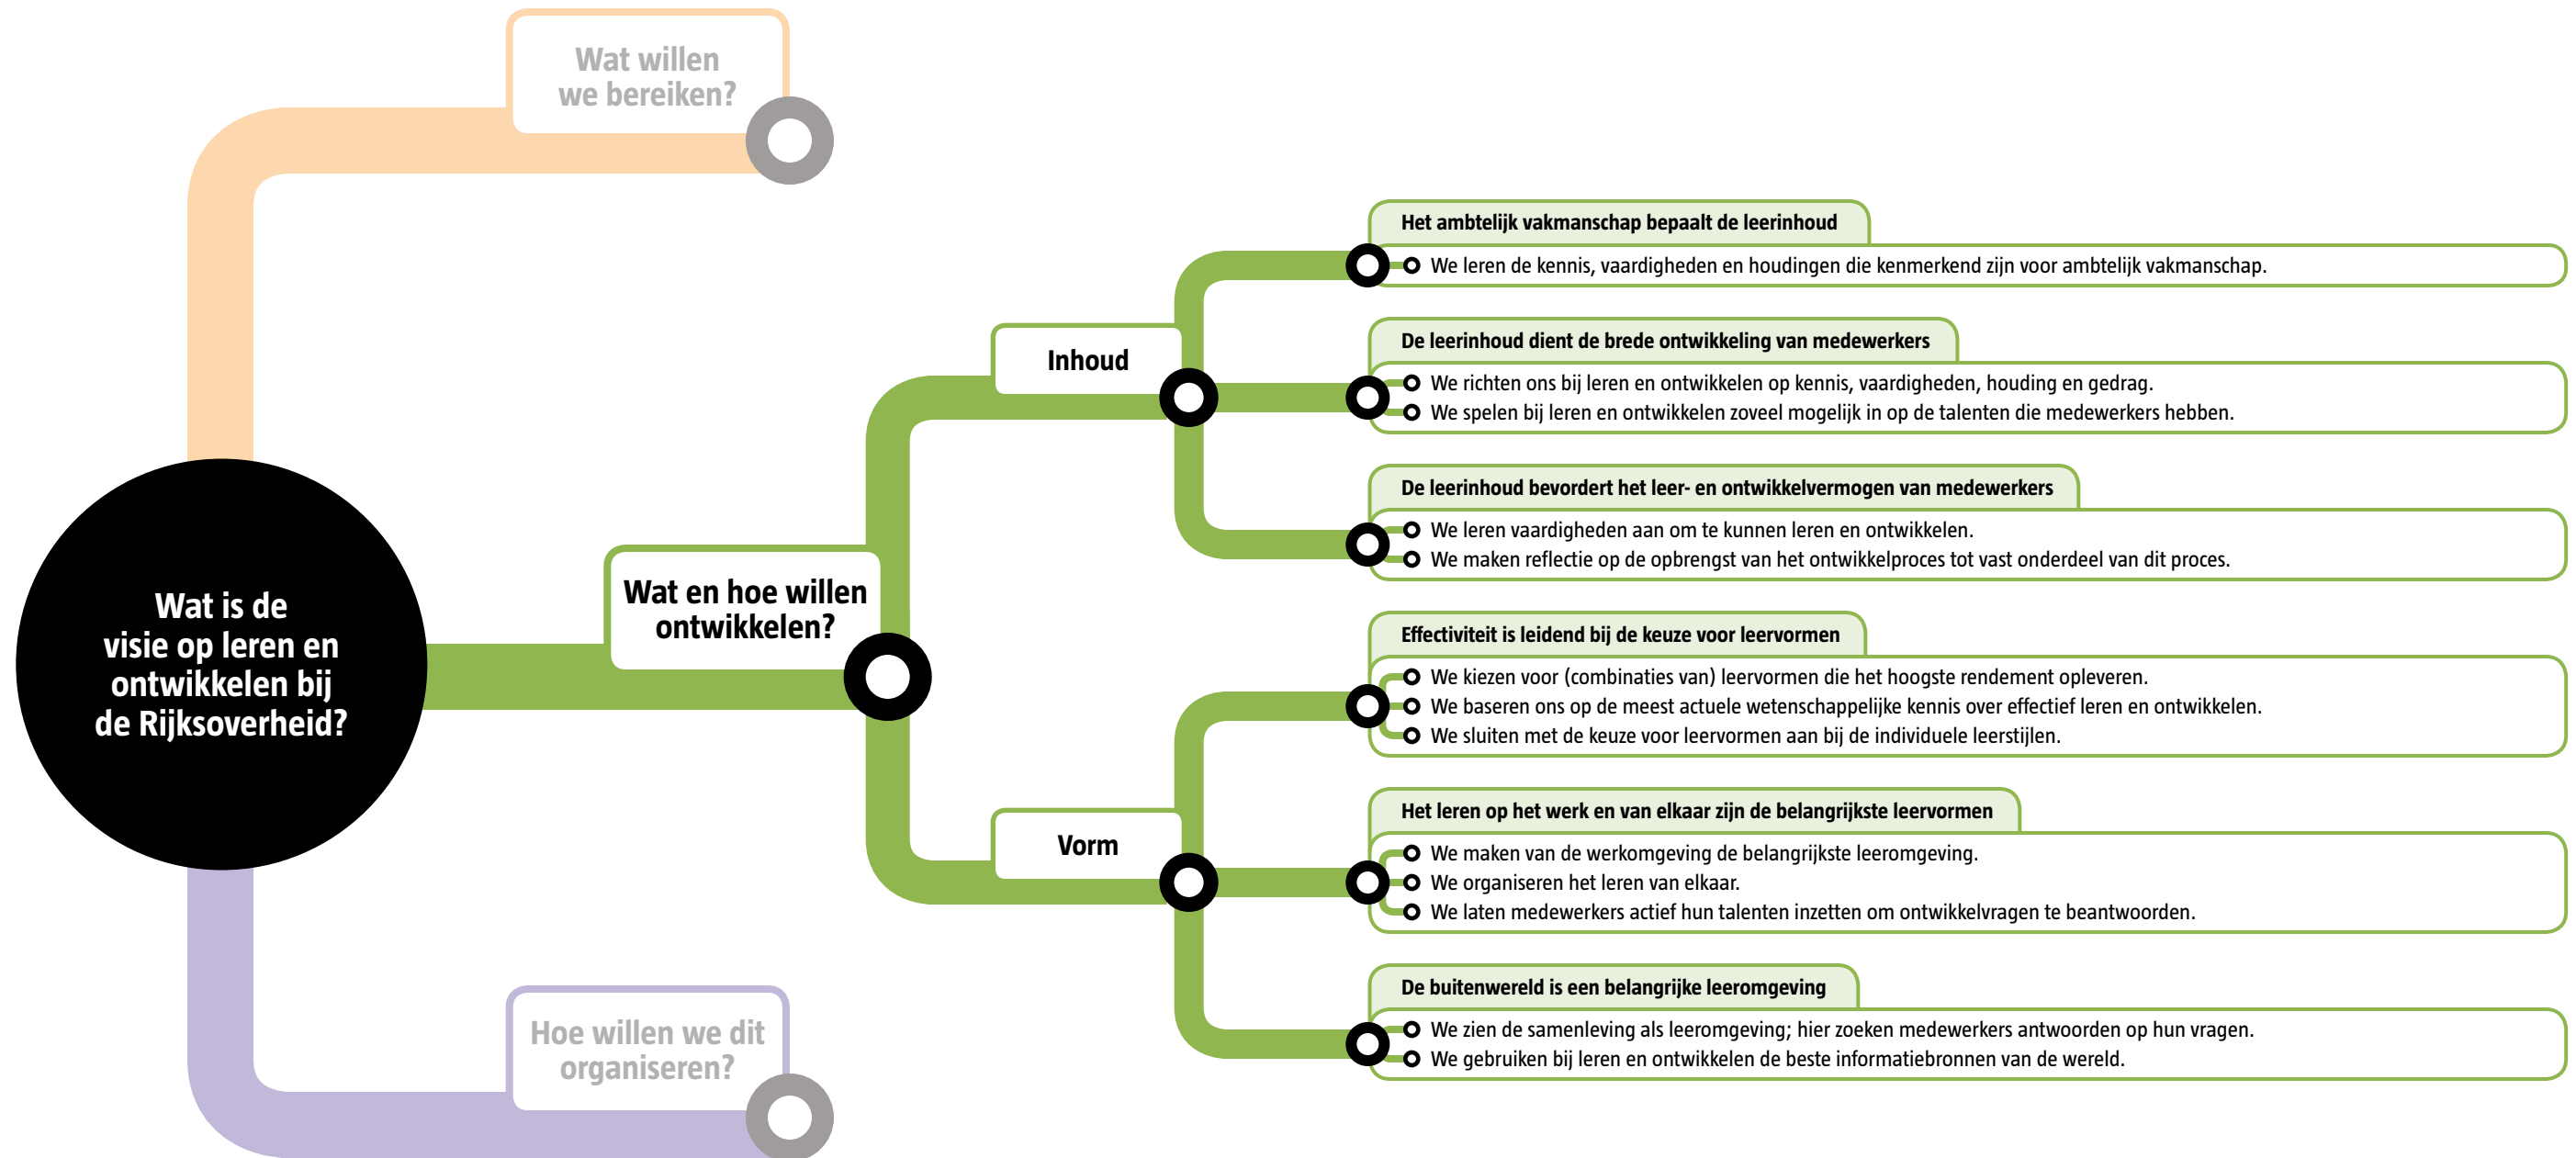 Wat willen
we bereiken?
Wat is de
visie op leren en
ontwikkelen bij
de Rijksoverheid?
Wat en hoe willen
ontwikkelen?
Inhoud
Het ambtelijk vakmanschap bepaalt de leerinhoud
We leren de kennis, vaardigheden en houdingen die kenmerkend zijn voor ambtelijk vakmanschap.
De leerinhoud dient de brede ontwikkeling van medewerkers
We richten ons bij leren en ontwikkelen op kennis, vaardigheden, houding en gedrag.
We spelen bij leren en ontwikkelen zoveel mogelijk in op de talenten die medewerkers hebben.
De leerinhoud bevordert het leer- en ontwikkelvermogen van medewerkers
We leren vaardigheden aan om te kunnen leren en ontwikkelen.
We maken reflectie op de opbrengst van het ontwikkelproces tot vast onderdeel van dit proces.
Vorm
Effectiviteit is leidend bij de keuze voor leervormen
We kiezen voor (combinaties van) leervormen die het hoogste rendement opleveren.
We baseren ons op de meest actuele wetenschappelijke kennis over effectief leren en ontwikkelen.
We sluiten met de keuze voor leervormen aan bij de individuele leerstijlen.
Het leren op het werk en van elkaar zijn de belangrijkste leervormen
We maken van de werkomgeving de belangrijkste leeromgeving.
We organiseren het leren van elkaar.
We laten medewerkers actief hun talenten inzetten om ontwikkelvragen te beantwoorden.
De buitenwereld is een belangrijke leeromgeving
We zien de samenleving als leeromgeving; hier zoeken medewerkers antwoorden op hun vragen.
We gebruiken bij leren en ontwikkelen de beste informatiebronnen van de wereld.
Hoe willen we dit
organiseren?